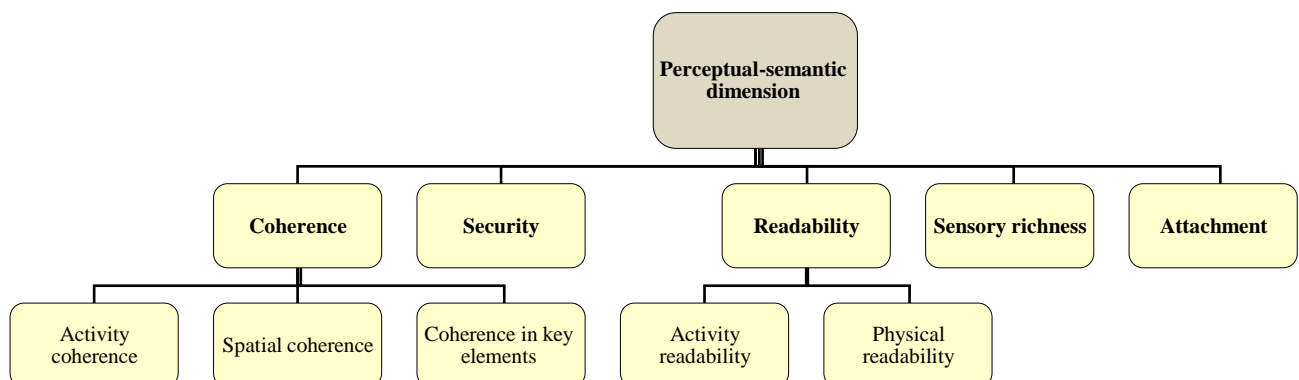 Perceptual-semantic
dimension
Coherence
Security
Readability
Sensory richness
Attachment
Activity
coherence
Spatial coherence
Coherence in key
elements
Activity
readability
Physical
readability